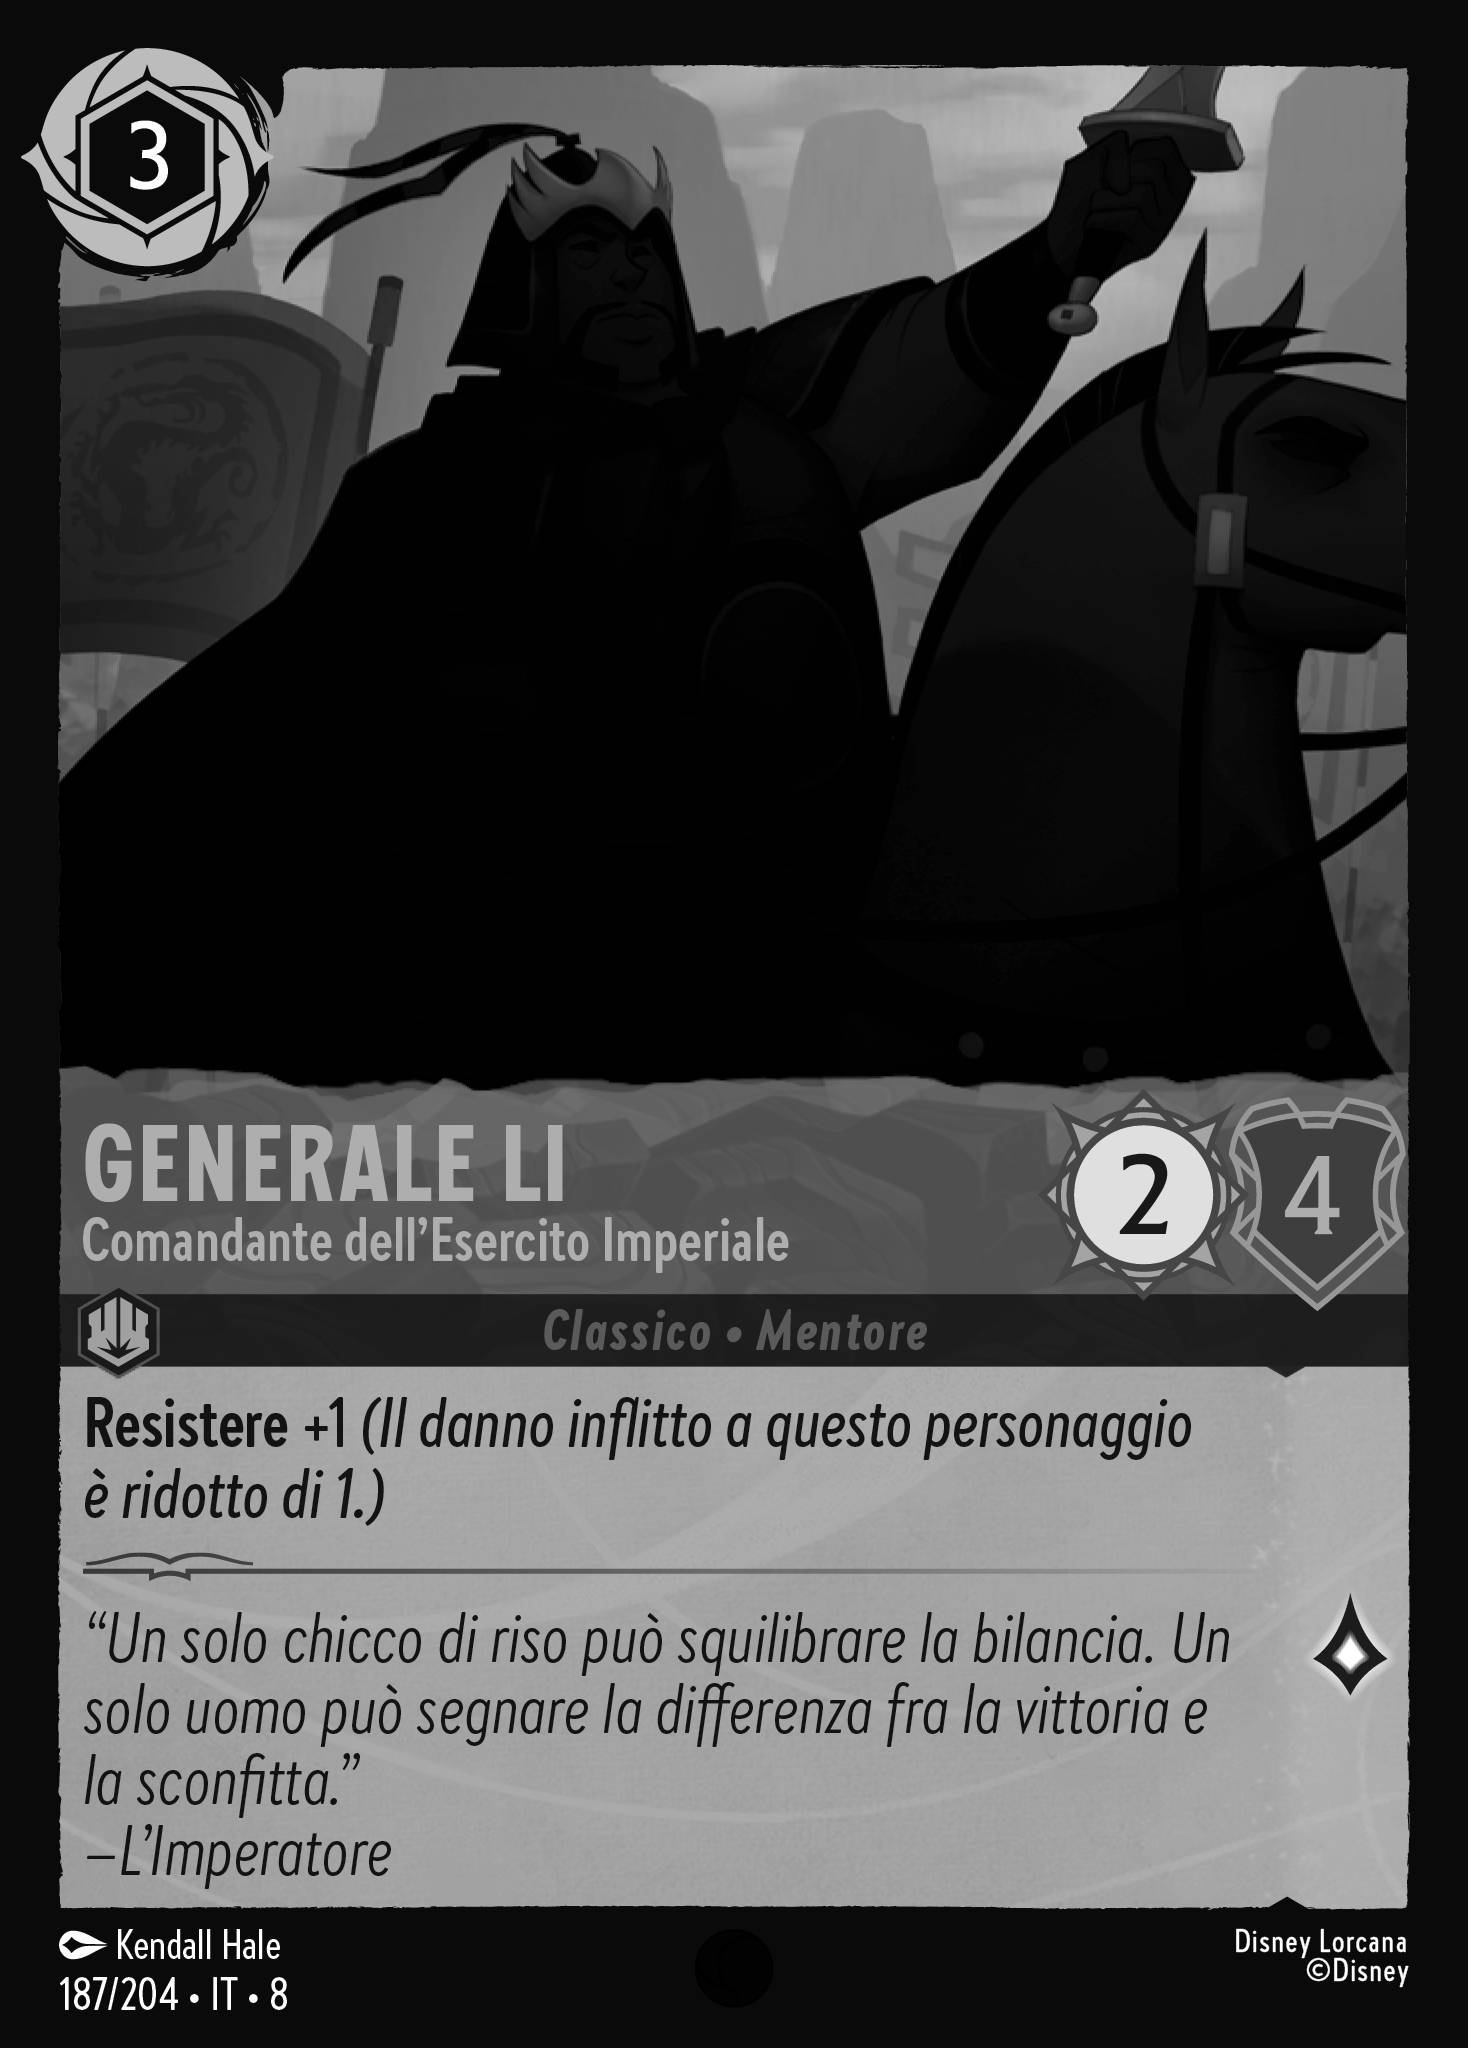 3
GENERALE LI
Comandante dell’Esercito Imperiale
2
4
Classico • Mentore
Resistere +1 (Il danno inflitto a questo personaggio
è ridotto di 1.)
“Un solo chicco di riso può squilibrare la bilancia. Un
solo uomo può segnare la differenza fra la vittoria e
la sconfitta.”
–L’Imperatore
Kendall Hale
187/204 • IT • 8
Disney Lorcana
©Disney